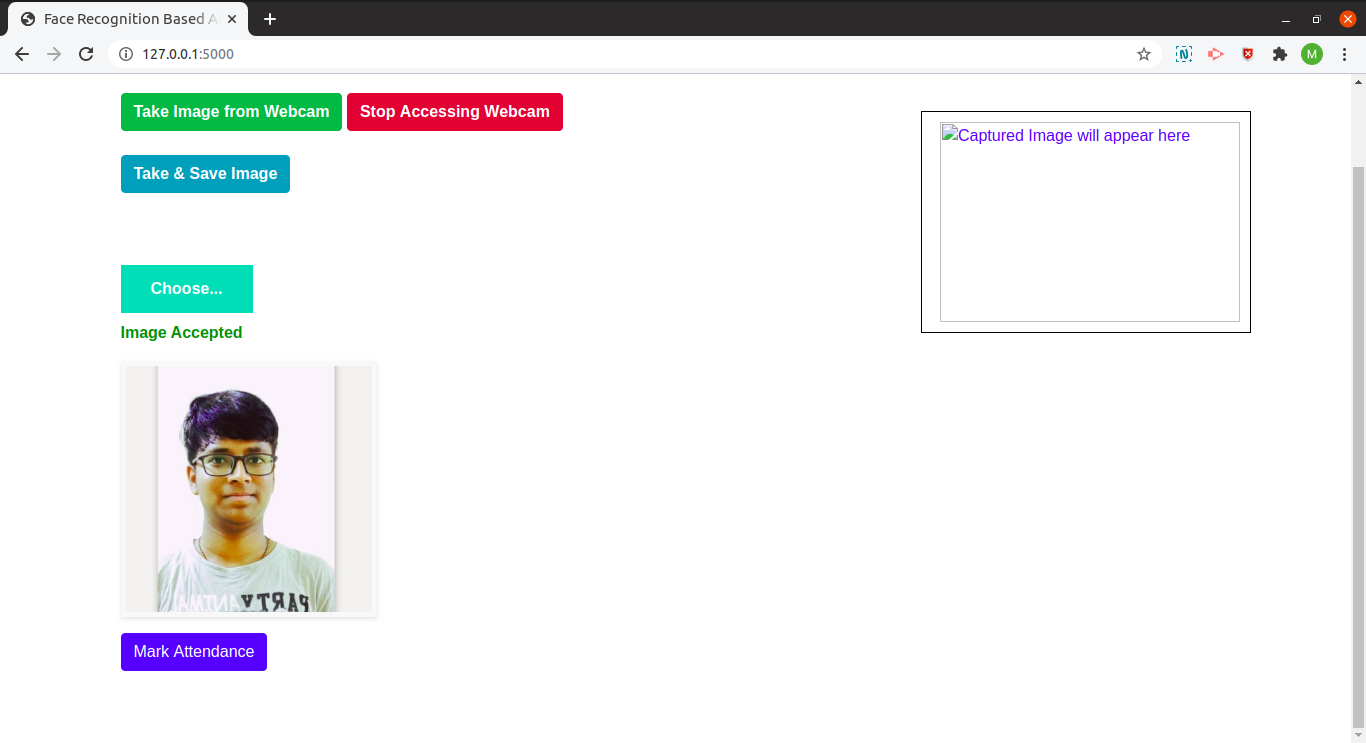 Face Recognition Based A
127.0.0.1:5000
M
Take Image from Webcam
Stop Accessing Webcam
Captured Image will appear here
Take & Save Image
Choose...
Image Accepted
PARTY ANIMAL
Mark Attendance